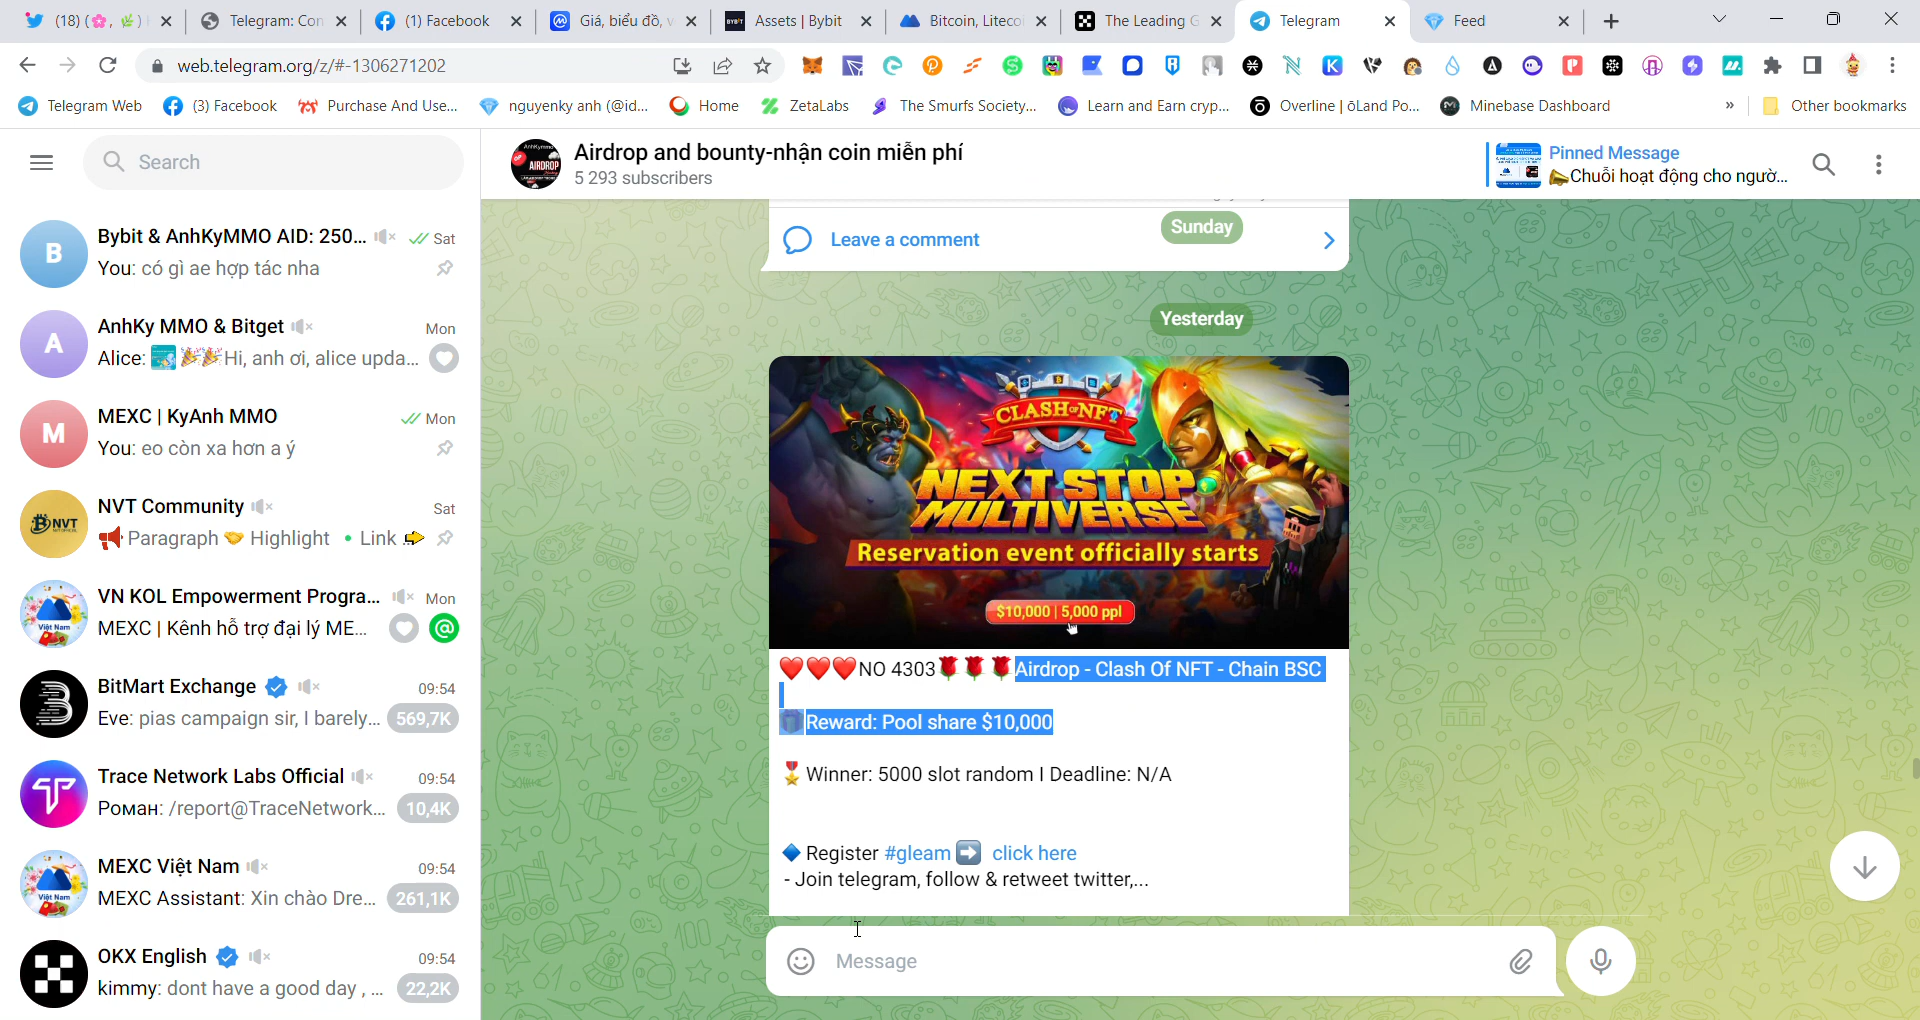 (18) (🌸, 🌿)
Telegram: Con
(1) Facebook
Giá, biểu đồ, v
BYBIT
Assets | Bybit
Bitcoin, Liteco
The Leading G
Telegram
Feed
web.telegram.org/z/#-1306271202
Telegram Web
(3) Facebook
Purchase And Use...
nguyenky anh (@id...
Home
ZetaLabs
The Smurfs Society...
Learn and Earn cryp...
Overline | ōLand Po...
Minebase Dashboard
»
Other bookmarks
Search
AIRDROP
Airdrop and bounty-nhận coin miễn phí
5 293 subscribers
Pinned Message
📣Chuỗi hoạt động cho ngườ...
B
Bybit & AnhKyMMO AID: 250...
Sat
You: có gì ae hợp tác nha
A
AnhKy MMO & Bitget
Mon
Alice: 🎉🎉Hi, anh ơi, alice upda...
M
MEXC | KyAnh MMO
Mon
You: eo còn xa hơn a ý
NVT
NVT Community
Sat
📢 Paragraph 🤝 Highlight • Link 👉
Việt Nam
VN KOL Empowerment Progra...
Mon
MEXC | Kênh hỗ trợ đại lý ME...
@
BitMart Exchange
09:54
Eve: pias campaign sir, I barely...
569,7K
Trace Network Labs Official
09:54
Роман: /report@TraceNetwork...
10,4K
Việt Nam
MEXC Việt Nam
09:54
MEXC Assistant: Xin chào Dre...
261,1K
OKX English
09:54
kimmy: dont have a good day , ...
22,2K
Leave a comment
Sunday
Yesterday
CLASH OF NFT
NEXT STOP
MULTIVERSE
Reservation event officially starts
$10,000 | 5,000 ppl
❤️❤️❤️NO 4303🌹🌹🌹Airdrop - Clash Of NFT - Chain BSC
🎁Reward: Pool share $10,000
🎖Winner: 5000 slot random I Deadline: N/A
🔷Register #gleam ➡️ click here
- Join telegram, follow & retweet twitter,...
Message